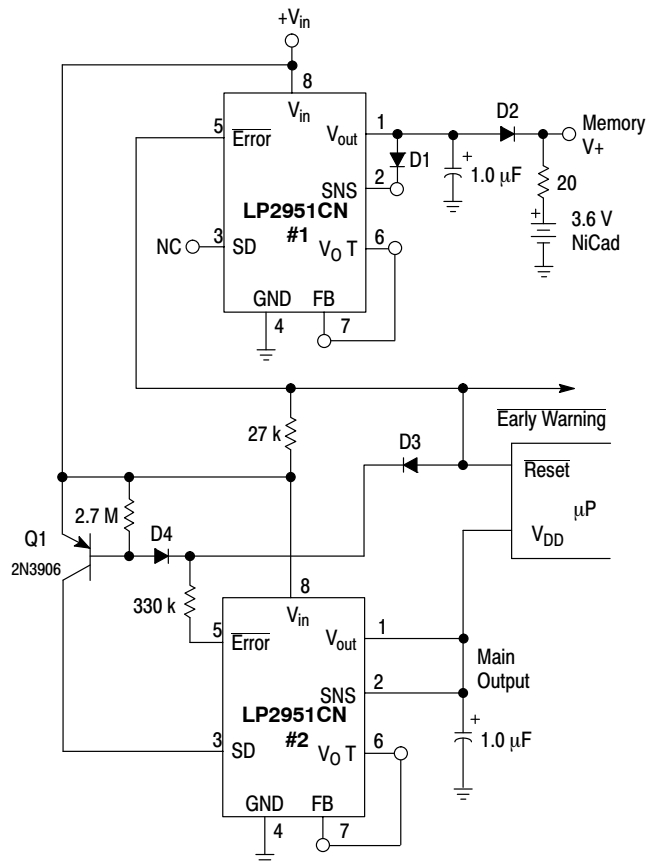 +Vin
8
Vin
5
Error
Vout
1
D2
Memory
V+
D1
+
1.0 µF
20
SNS
2
LP2951CN
#1
+
3.6 V
NiCad
NC
3
SD
VO T
6
GND
FB
4
7
27 k
Early Warning
D3
Reset
µP
VDD
2.7 M
D4
Q1
2N3906
330 k
8
Vin
5
Error
Vout
1
Main
Output
SNS
2
LP2951CN
#2
+
1.0 µF
3
SD
VO T
6
GND
FB
4
7